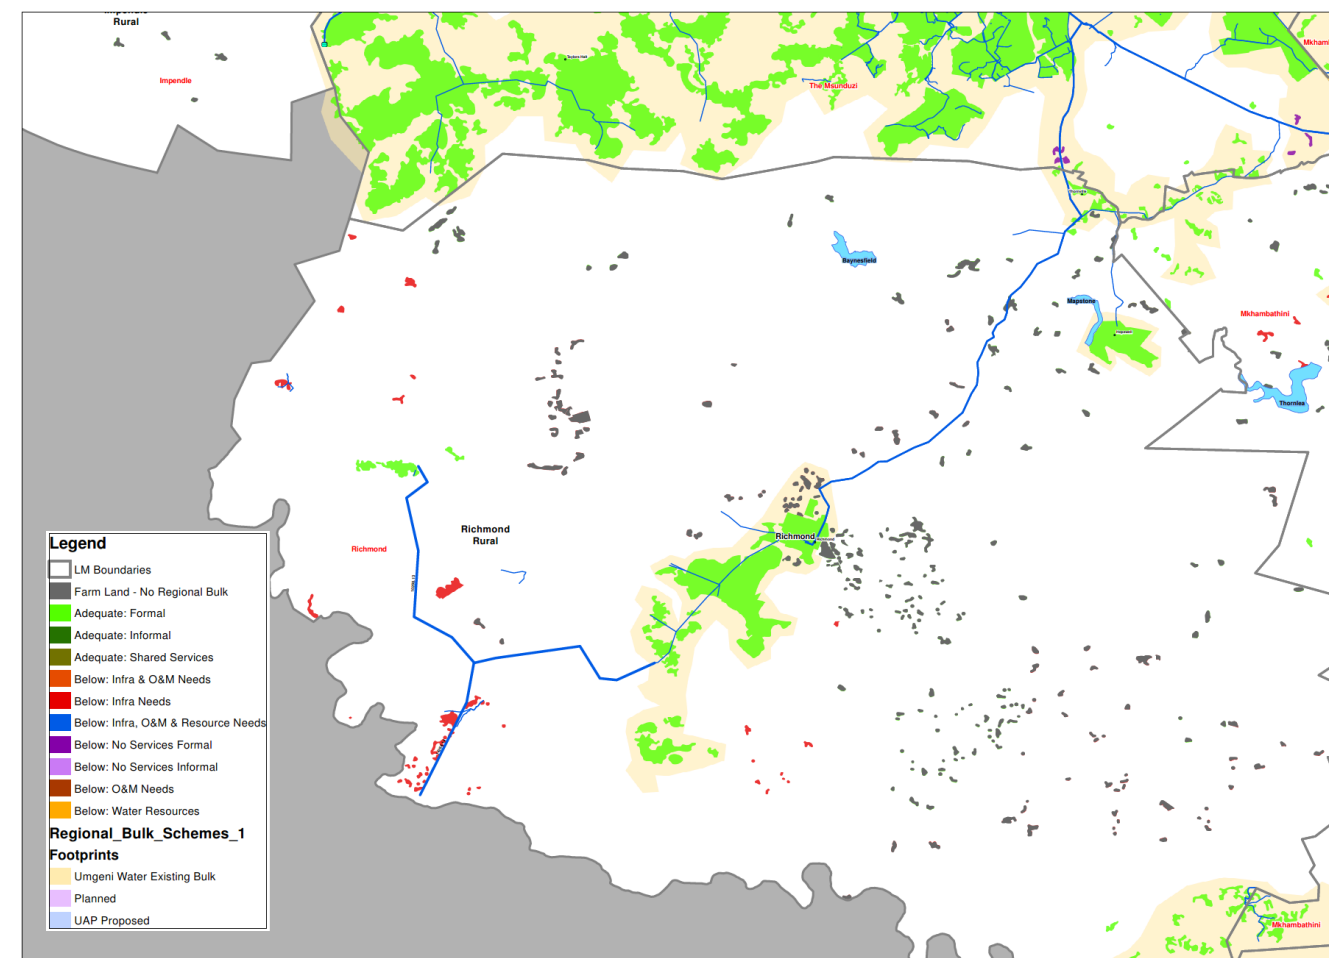 Rural
Impendle
The Msunduzi
Baynesfield
Mapstone
Mkhambathini
Thornlea
Richmond
Rural
Richmond
Richmond
Mkhambathini
Legend
LM Boundaries
Farm Land - No Regional Bulk
Adequate: Formal
Adequate: Informal
Adequate: Shared Services
Below: Infra & O&M Needs
Below: Infra Needs
Below: Infra, O&M & Resource Needs
Below: No Services Formal
Below: No Services Informal
Below: O&M Needs
Below: Water Resources
Regional_Bulk_Schemes_1
Footprints
Umgeni Water Existing Bulk
Planned
UAP Proposed